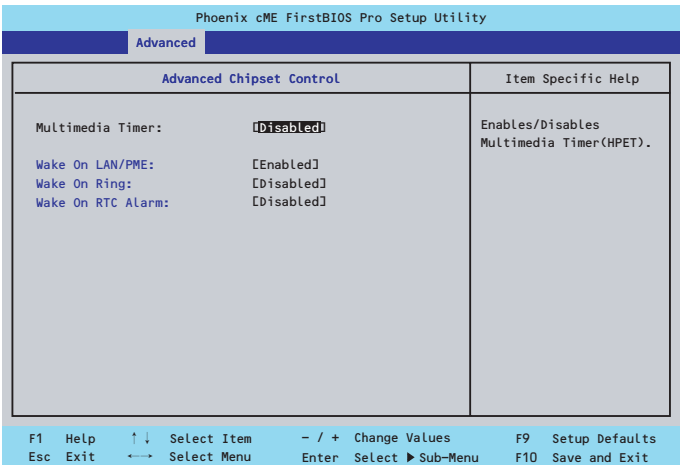 Phoenix cME FirstBIOS Pro Setup Utility
Advanced
Advanced Chipset Control
Item Specific Help
Multimedia Timer: [Disabled]
Wake On LAN/PME: [Enabled]
Wake On Ring: [Disabled]
Wake On RTC Alarm: [Disabled]
Enables/Disables
Multimedia Timer(HPET).
F1 Help ↑↓ Select Item - / + Change Values F9 Setup Defaults
Esc Exit ←→ Select Menu Enter Select ▶ Sub-Menu F10 Save and Exit